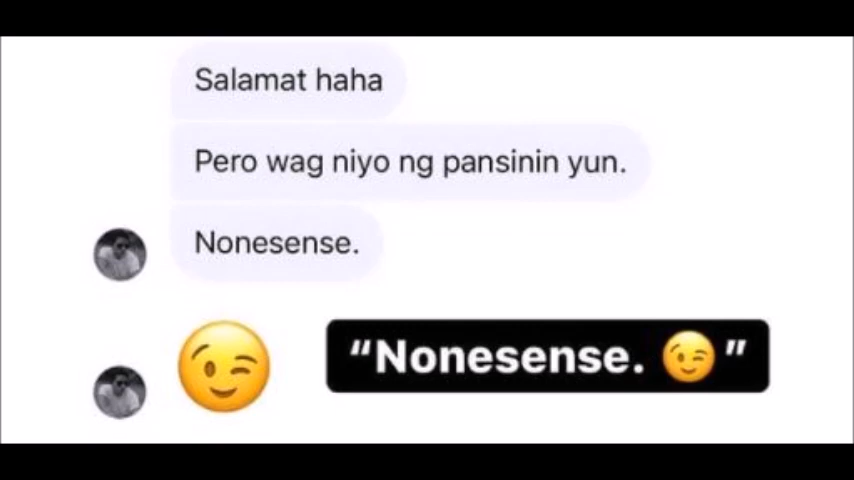 Salamat haha
Pero wag niyo ng pansinin yun.
Nonesense.
😉
“Nonesense. 😉”